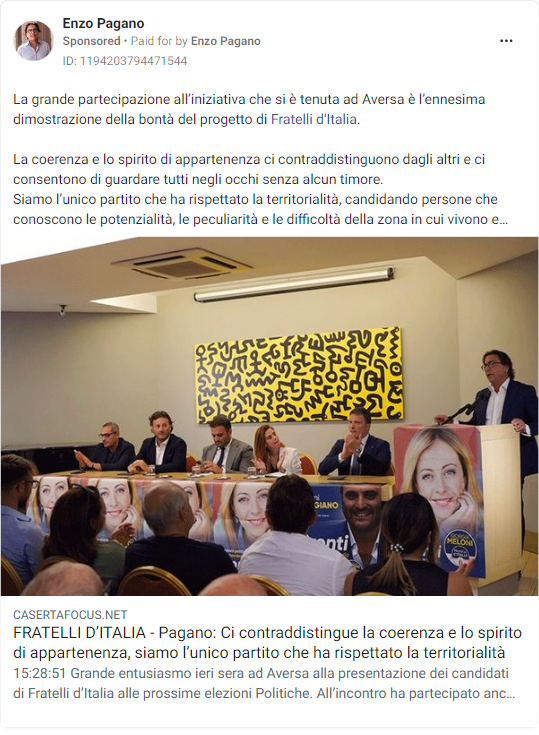 Enzo Pagano
Sponsored • Paid for by Enzo Pagano
ID: 1194203794471544
La grande partecipazione all’iniziativa che si è tenuta ad Aversa è l’ennesima
dimostrazione della bontà del progetto di Fratelli d'Italia.
La coerenza e lo spirito di appartenenza ci contraddistinguono dagli altri e ci
consentono di guardare tutti negli occhi senza alcun timore.
Siamo l’unico partito che ha rispettato la territorialità, candidando persone che
conoscono le potenzialità, le peculiarità e le difficoltà della zona in cui vivono e...
GIANO
nti
GIORGIA
MELONI
CASERTAFOCUS.NET
FRATELLI D’ITALIA - Pagano: Ci contraddistingue la coerenza e lo spirito
di appartenenza, siamo l’unico partito che ha rispettato la territorialità
15:28:51 Grande entusiasmo ieri sera ad Aversa alla presentazione dei candidati
di Fratelli d’Italia alle prossime elezioni Politiche. All’incontro ha partecipato anc...